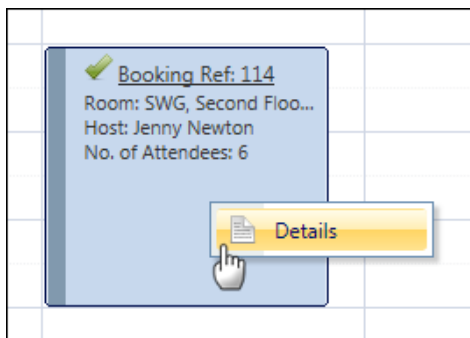 Booking Ref: 114
Room: SWG, Second Floo...
Host: Jenny Newton
No. of Attendees: 6
Details